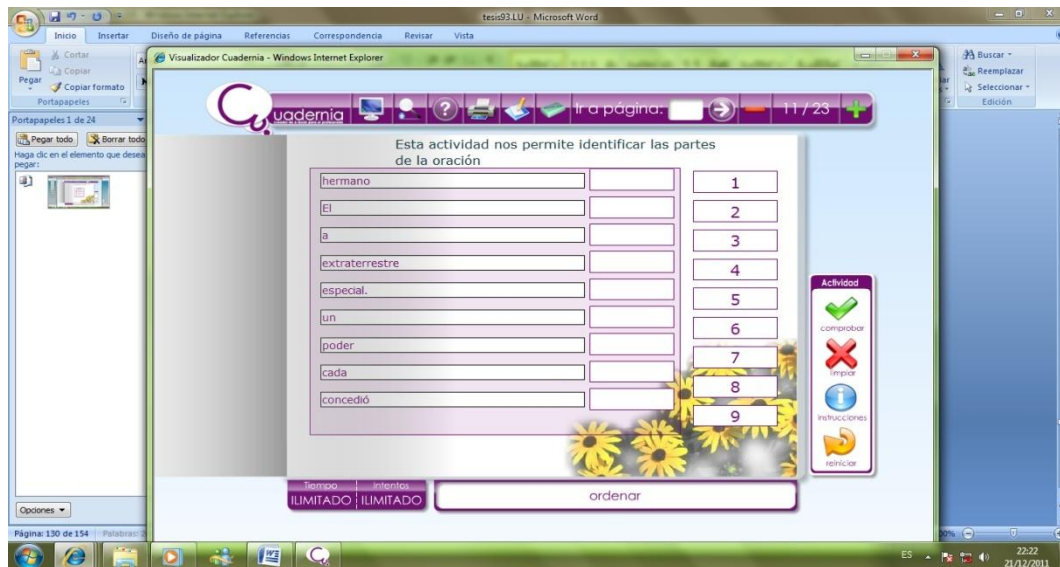 tesis93.LU - Microsoft Word
Inicio Insertar Diseño de página Referencias Correspondencia Revisar Vista
Cortar
Copiar
Pegar
Copiar formato
Portapapeles
Buscar
Reemplazar
Seleccionar
Edición
Portapapeles 1 de 24
Pegar todo Borrar todo
Haga clic en el elemento que desea
pegar:
Opciones
Página: 130 de 154 Palabras: 2
Visualizador Cuadernia - Windows Internet Explorer
Cuadernia Ir a página: 11 / 23
Esta actividad nos permite identificar las partes
de la oración
hermano 1
El 2
a 3
extraterrestre 4
especial. 5
un 6
poder 7
cada 8
concedió 9
Actividad
comprobar
limpiar
instrucciones
reiniciar
Tiempo Intentos
ILIMITADO ILIMITADO
ordenar
ES
22:22
21/12/2011